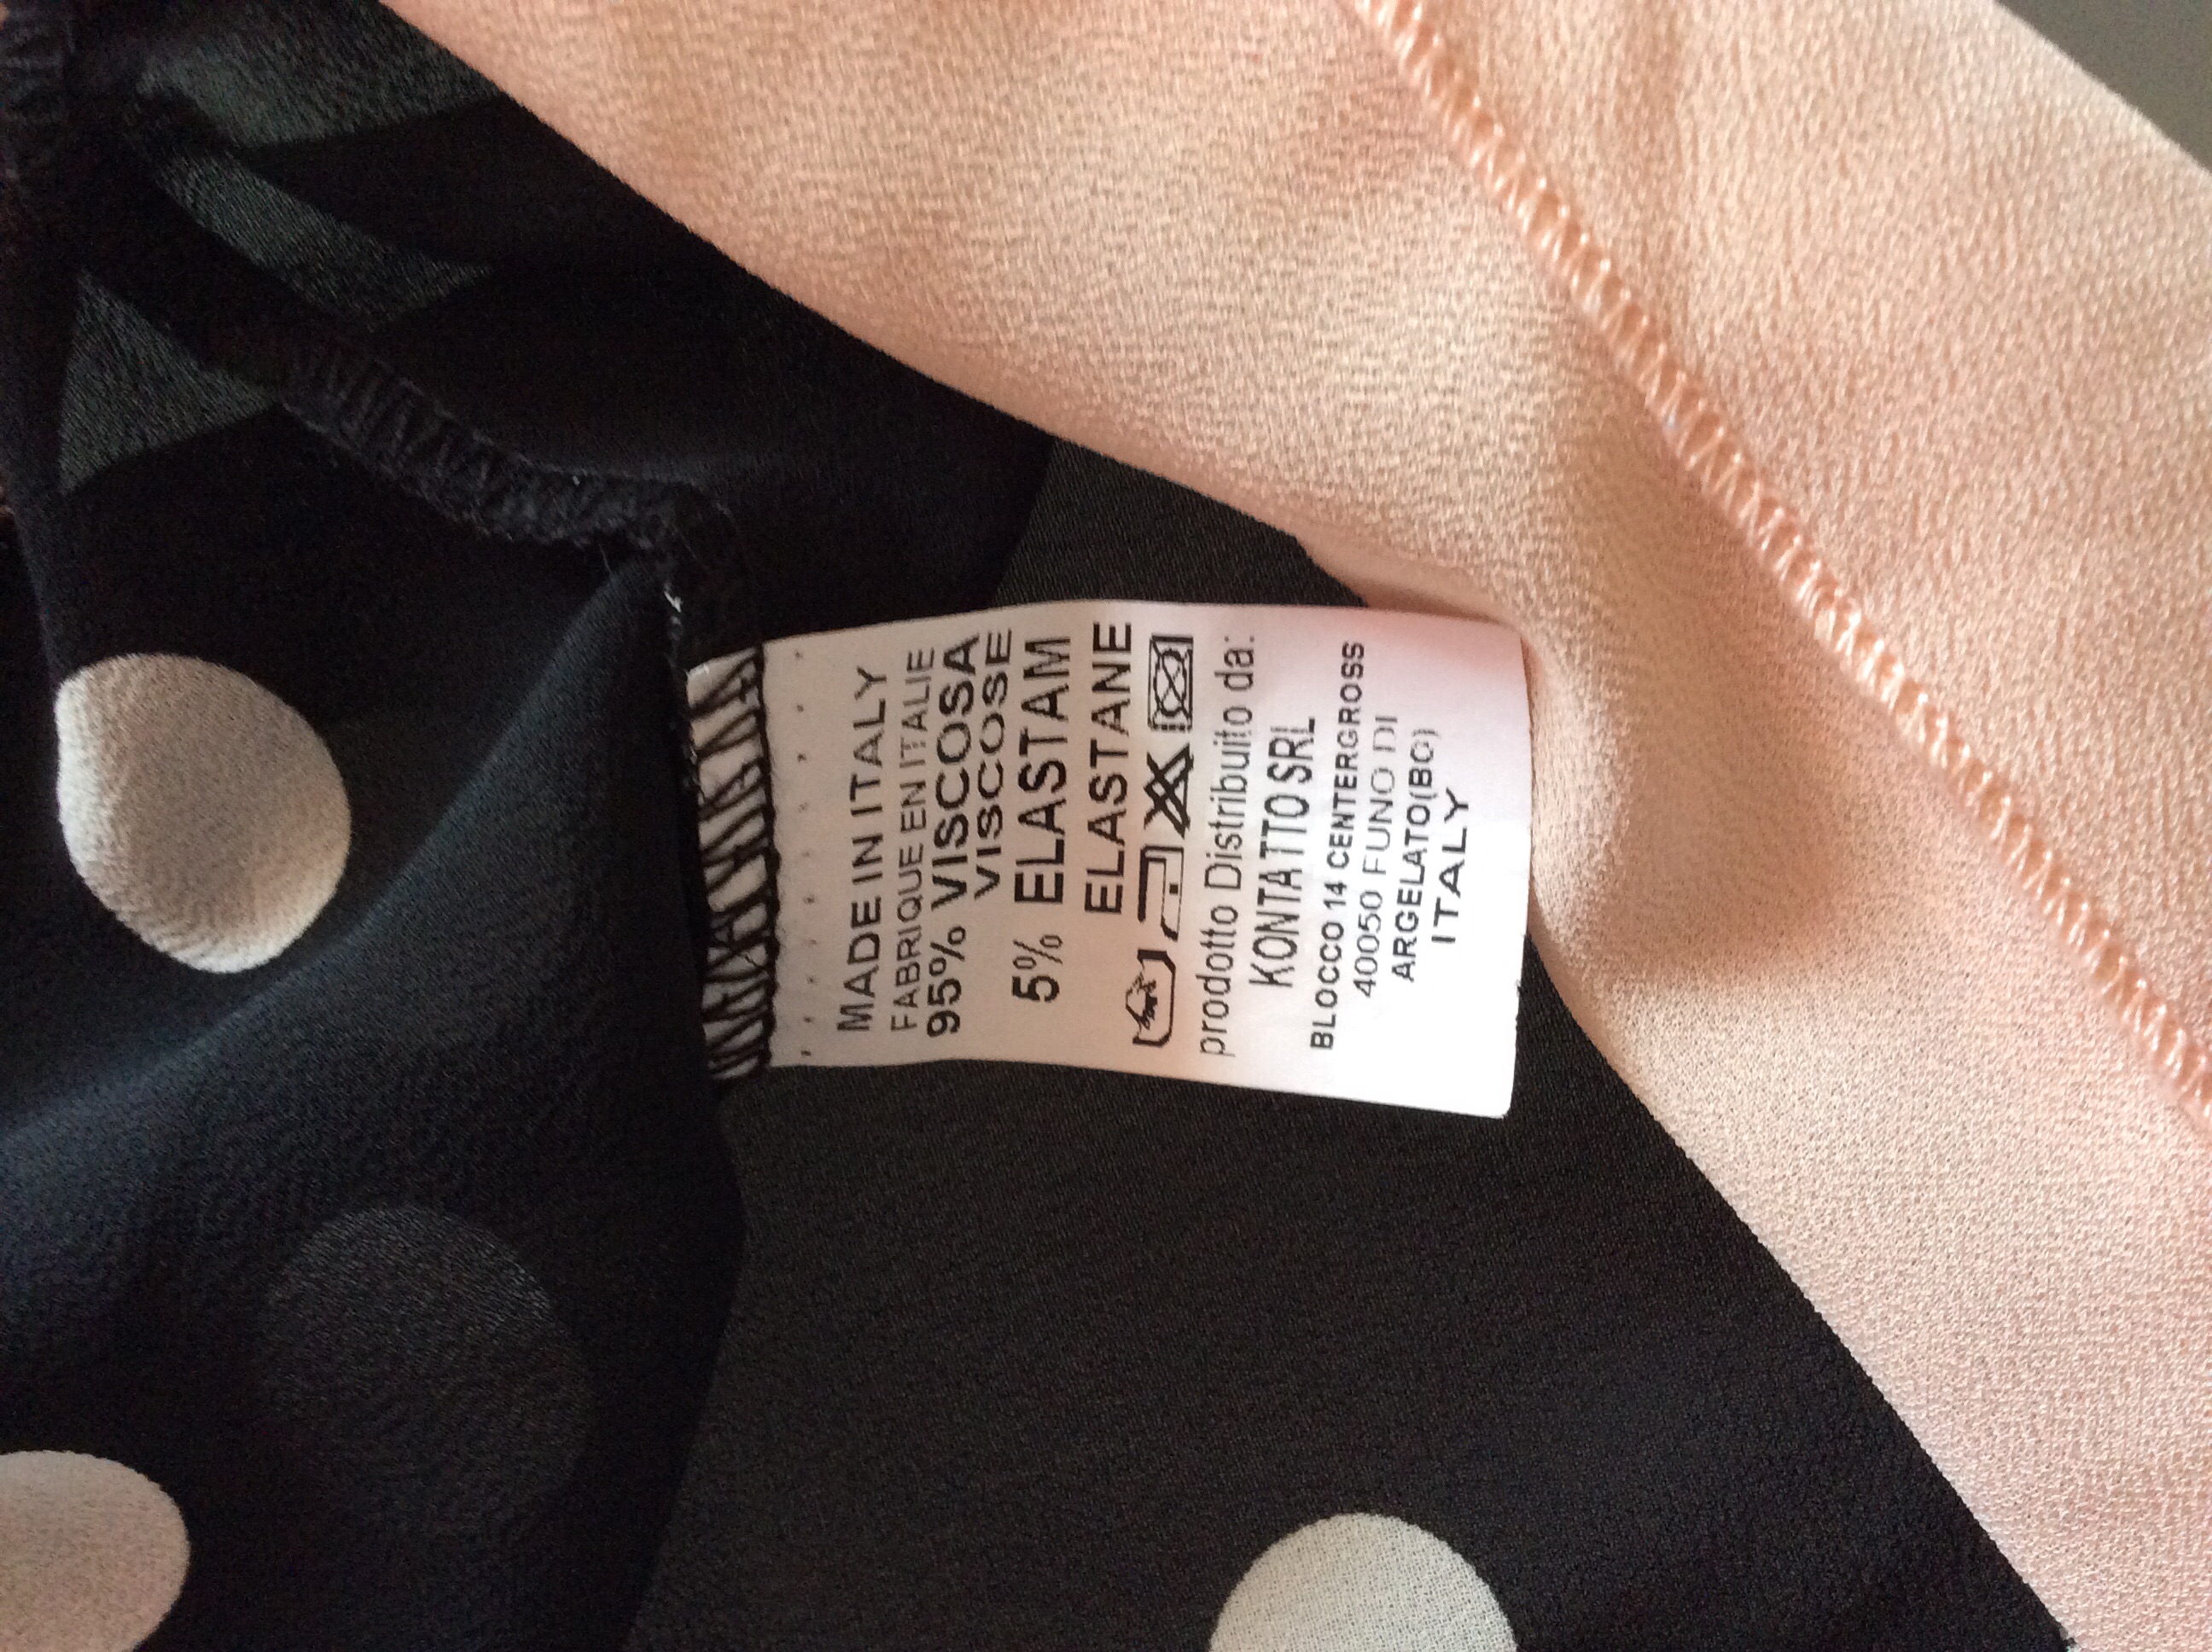 MADE IN ITALY
FABRIQUE EN ITALIE
95% VISCOSA
VISCOSE
5% ELASTAM
ELASTANE
prodotto Distribuito da:
KONTATTO SRL
BLOCCO 14 CENTERGROSS
40050 FUNO DI
ARGELATO(BO)
ITALY